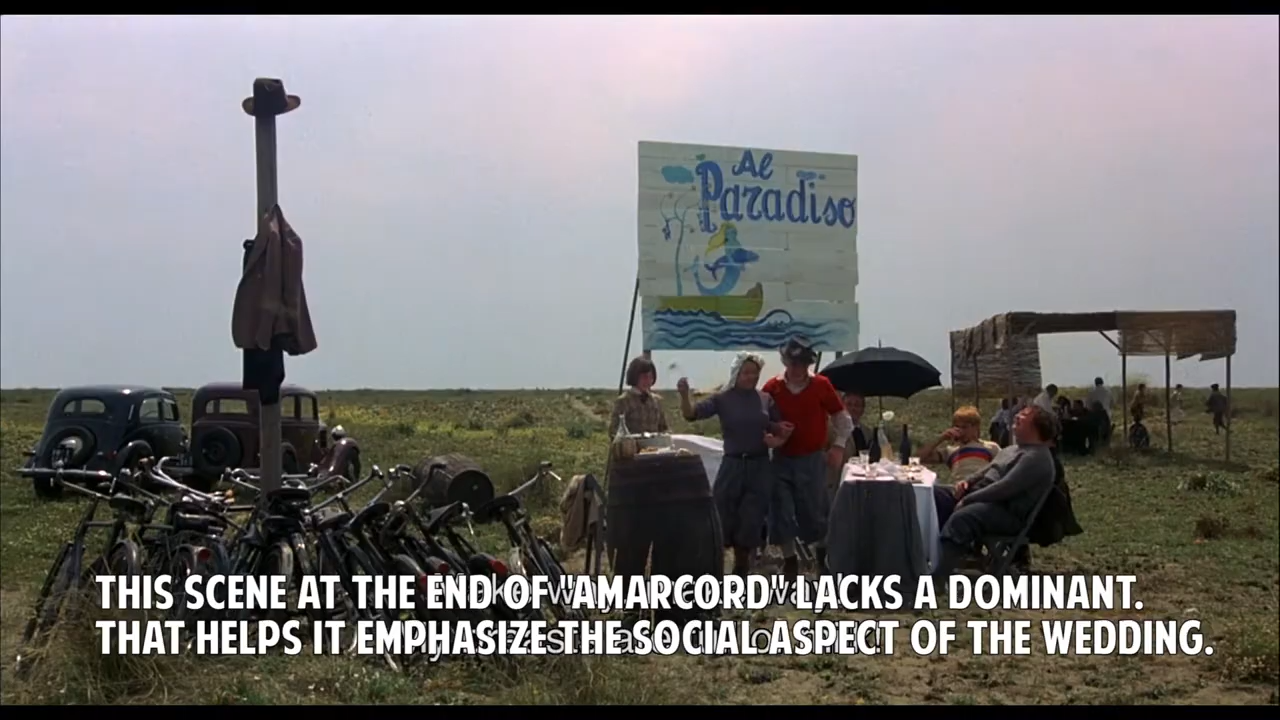 Al
Paradiso
THIS SCENE AT THE END OF "AMARCORD" LACKS A DOMINANT.
THAT HELPS IT EMPHASIZE THE SOCIAL ASPECT OF THE WEDDING.